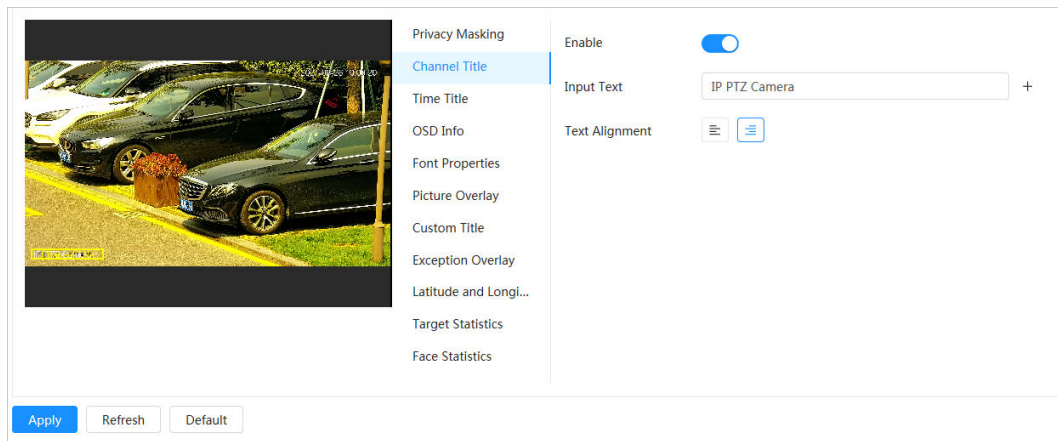 Privacy Masking
Channel Title
Time Title
OSD Info
Font Properties
Picture Overlay
Custom Title
Exception Overlay
Latitude and Longi...
Target Statistics
Face Statistics
Enable
Input Text
IP PTZ Camera
+
Text Alignment
Apply
Refresh
Default